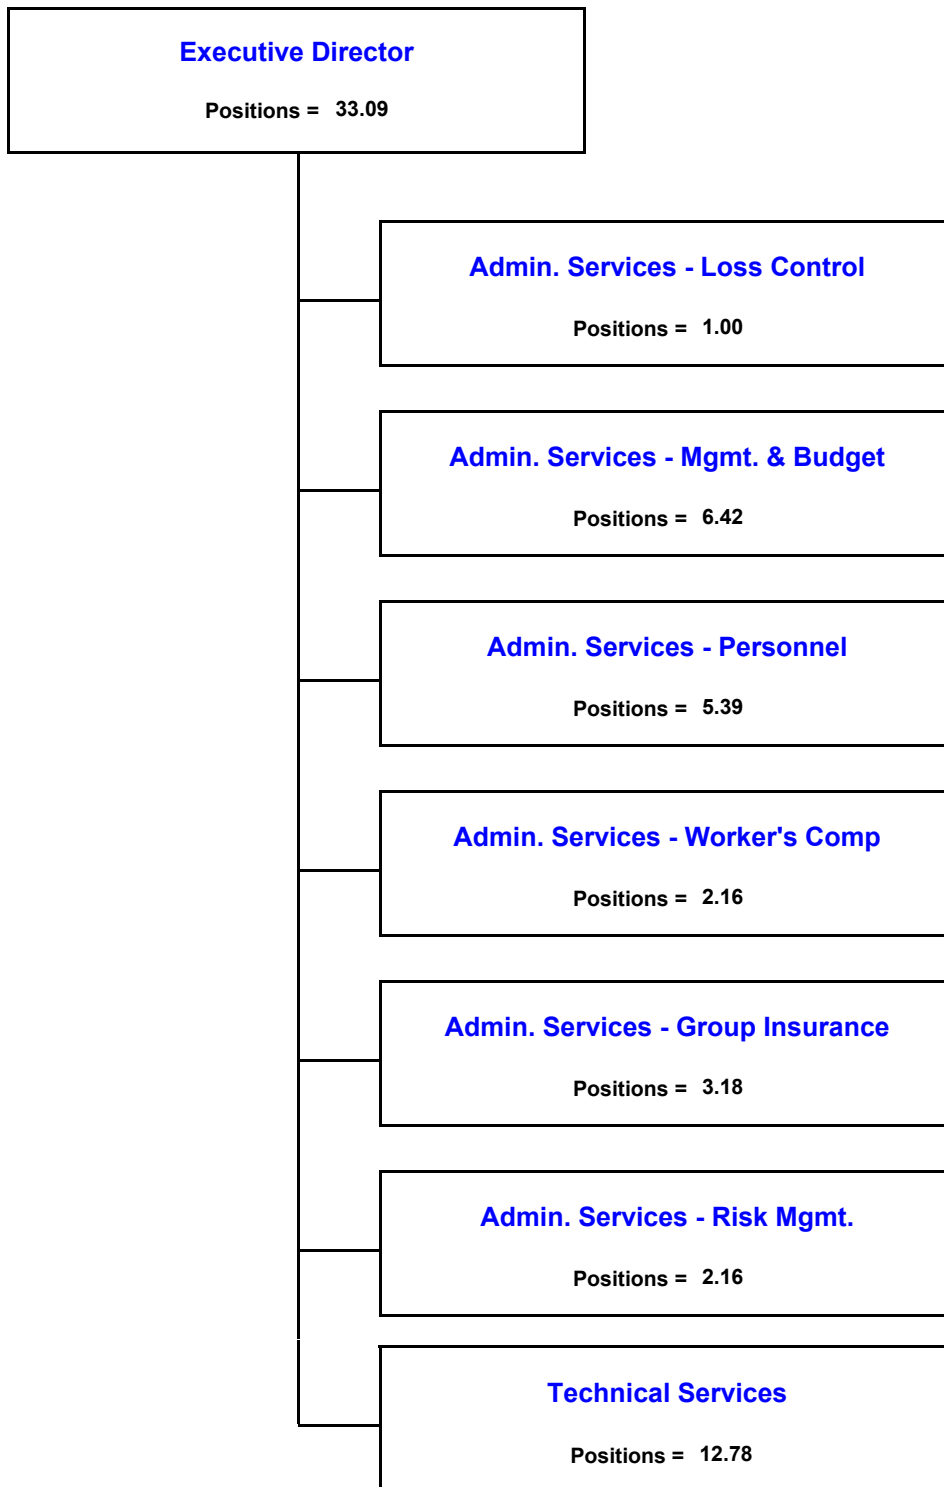 Executive Director
Positions = 33.09
Admin. Services - Loss Control
Positions = 1.00
Admin. Services - Mgmt. & Budget
Positions = 6.42
Admin. Services - Personnel
Positions = 5.39
Admin. Services - Worker's Comp
Positions = 2.16
Admin. Services - Group Insurance
Positions = 3.18
Admin. Services - Risk Mgmt.
Positions = 2.16
Technical Services
Positions = 12.78